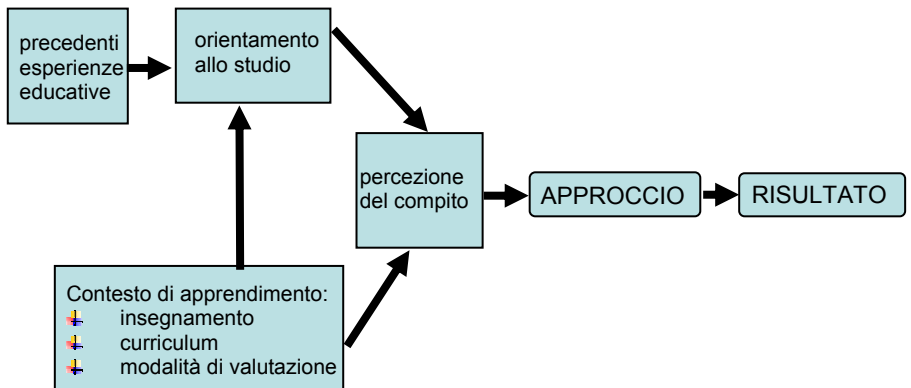 precedenti
esperienze
educative
orientamento
allo studio
percezione
del compito
APPROCCIO
RISULTATO
Contesto di apprendimento:
insegnamento
curriculum
modalità di valutazione